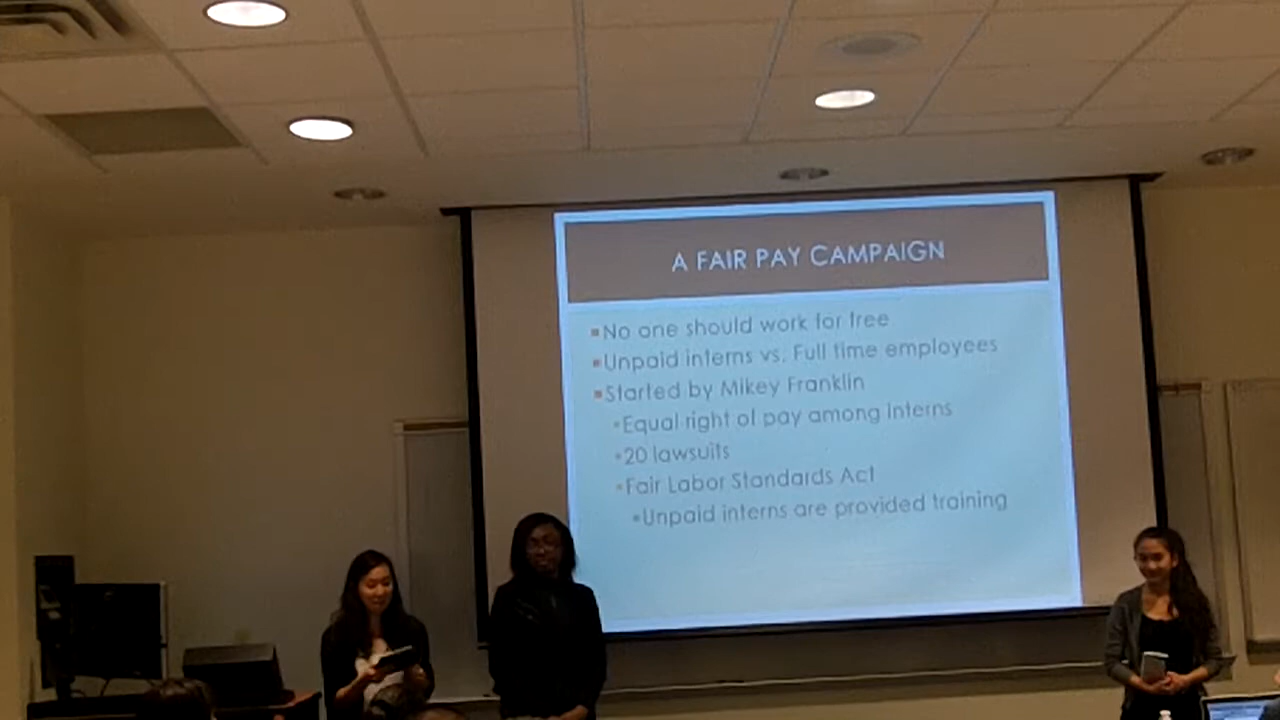 A FAIR PAY CAMPAIGN
▪No one should work for free
▪Unpaid interns vs. Full time employees
▪Started by Mikey Franklin
▪Equal right of pay among interns
▪20 lawsuits
▪Fair Labor Standards Act
▪Unpaid interns are provided training